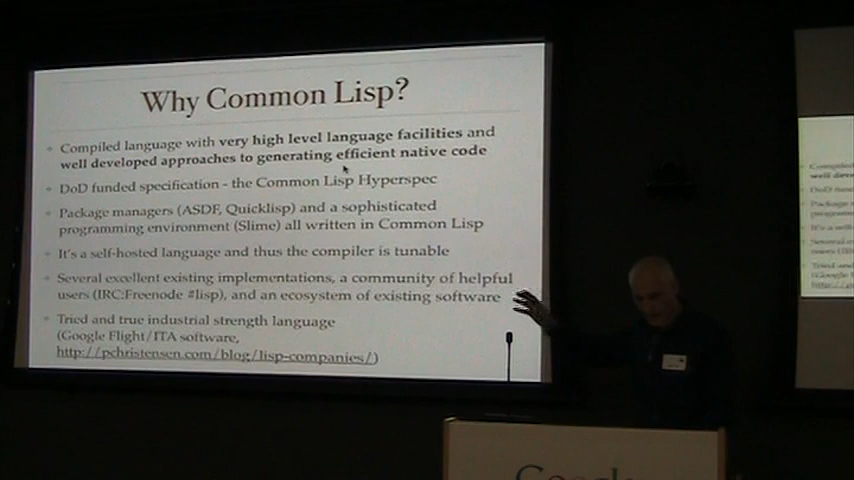 Why Common Lisp?
Compiled language with very high level language facilities and
well developed approaches to generating efficient native code
DoD funded specification - the Common Lisp Hyperspec
Package managers (ASDF, Quicklisp) and a sophisticated
programming environment (Slime) all written in Common Lisp
It's a self-hosted language and thus the compiler is tunable
Several excellent existing implementations, a community of helpful
users (IRC:Freenode #lisp), and an ecosystem of existing software
Tried and true industrial strength language
(Google Flight/ITA software,
http://pchristensen.com/blog/lisp-companies/)